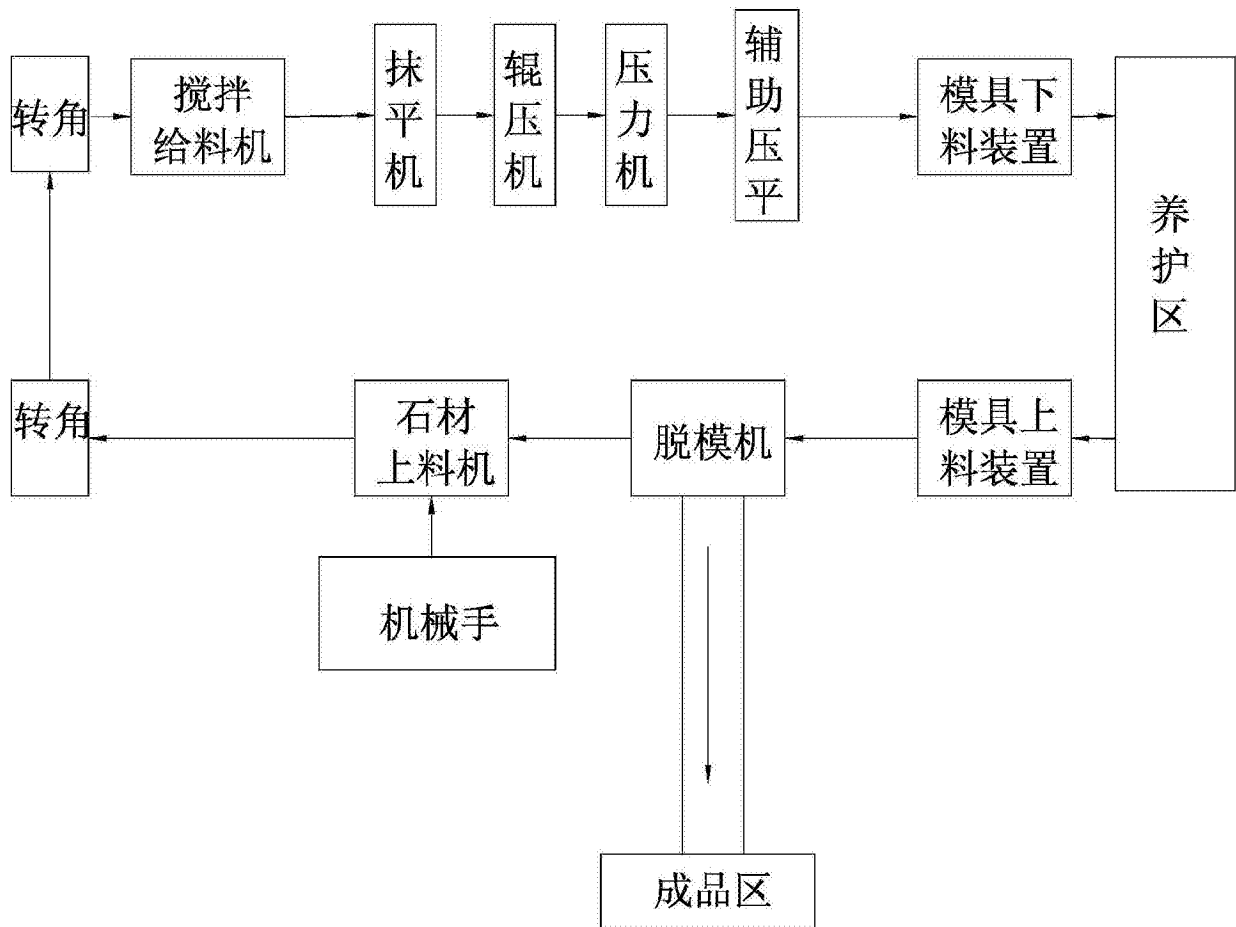 转角
搅拌
给料机
抹平机
辊压机
压力机
辅助压平
模具下
料装置
养护区
转角
石材
上料机
脱模机
模具上
料装置
机械手
成品区